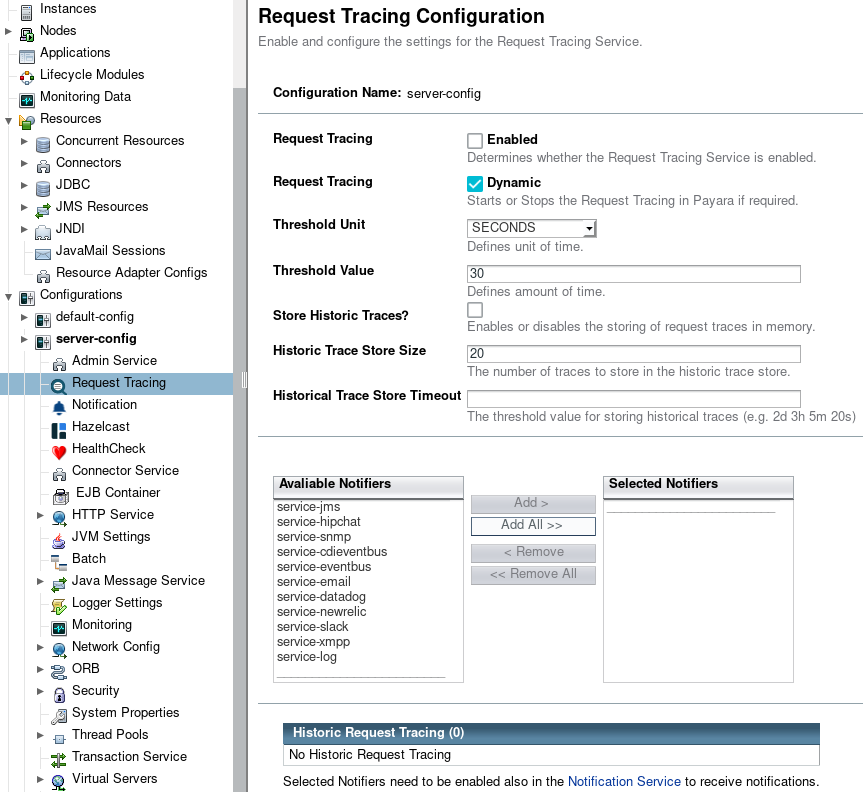 Instances
Nodes
Applications
Lifecycle Modules
Monitoring Data
Resources
Concurrent Resources
Connectors
JDBC
JMS Resources
JNDI
JavaMail Sessions
Resource Adapter Configs
Configurations
default-config
server-config
Admin Service
Request Tracing
Notification
Hazelcast
HealthCheck
Connector Service
EJB Container
HTTP Service
JVM Settings
Batch
Java Message Service
Logger Settings
Monitoring
Network Config
ORB
Security
System Properties
Thread Pools
Transaction Service
Virtual Servers
Request Tracing Configuration
Enable and configure the settings for the Request Tracing Service.
Configuration Name: server-config
Request Tracing Enabled
Determines whether the Request Tracing Service is enabled.
Request Tracing Dynamic
Starts or Stops the Request Tracing in Payara if required.
Threshold Unit SECONDS
Defines unit of time.
Threshold Value 30
Defines amount of time.
Store Historic Traces?
Enables or disables the storing of request traces in memory.
Historic Trace Store Size 20
The number of traces to store in the historic trace store.
Historical Trace Store Timeout
The threshold value for storing historical traces (e.g. 2d 3h 5m 20s)
Avaliable Notifiers
service-jms
service-hipchat
service-snmp
service-cdieventbus
service-eventbus
service-email
service-datadog
service-newrelic
service-slack
service-xmpp
service-log
Add >
Add All >>
< Remove
<< Remove All
Selected Notifiers
Historic Request Tracing (0)
No Historic Request Tracing
Selected Notifiers need to be enabled also in the Notification Service to receive notifications.